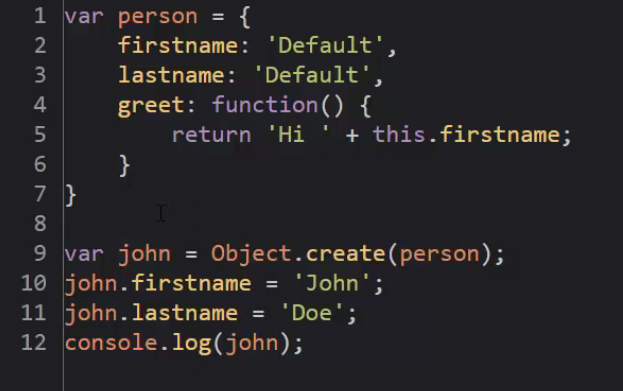 1 var person = {
2     firstname: 'Default',
3     lastname: 'Default',
4     greet: function() {
5         return 'Hi ' + this.firstname;
6     }
7 }
8
9 var john = Object.create(person);
10 john.firstname = 'John';
11 john.lastname = 'Doe';
12 console.log(john);